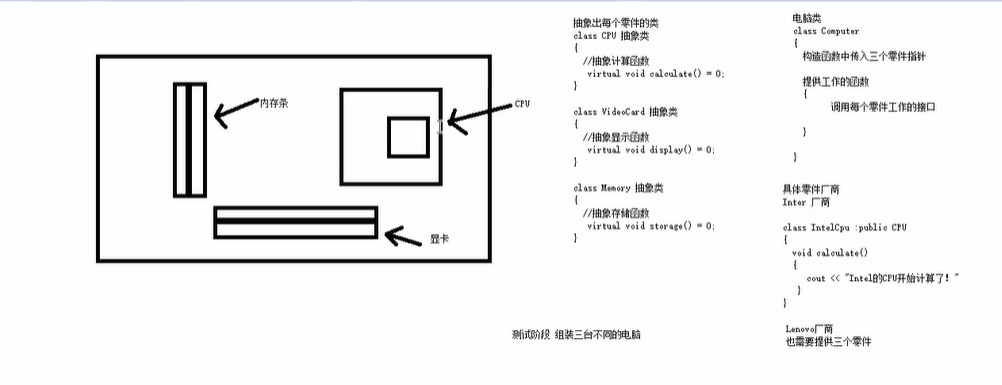 内存条
CPU
显卡
抽象出每个零件的类
class CPU 抽象类
{
//抽象计算函数
virtual void calculate() = 0;
}
class VideoCard 抽象类
{
//抽象显示函数
virtual void display() = 0;
}
class Memory 抽象类
{
//抽象存储函数
virtual void storage() = 0;
}
测试阶段 组装三台不同的电脑
电脑类
class Computer
{
构造函数中传入三个零件指针
提供工作的函数
{
调用每个零件工作的接口
}
}
具体零件厂商
Inter 厂商
class IntelCpu :public CPU
{
void calculate()
{
cout << "Intel的CPU开始计算了！"
}
}
Lenovo厂商
也需要提供三个零件